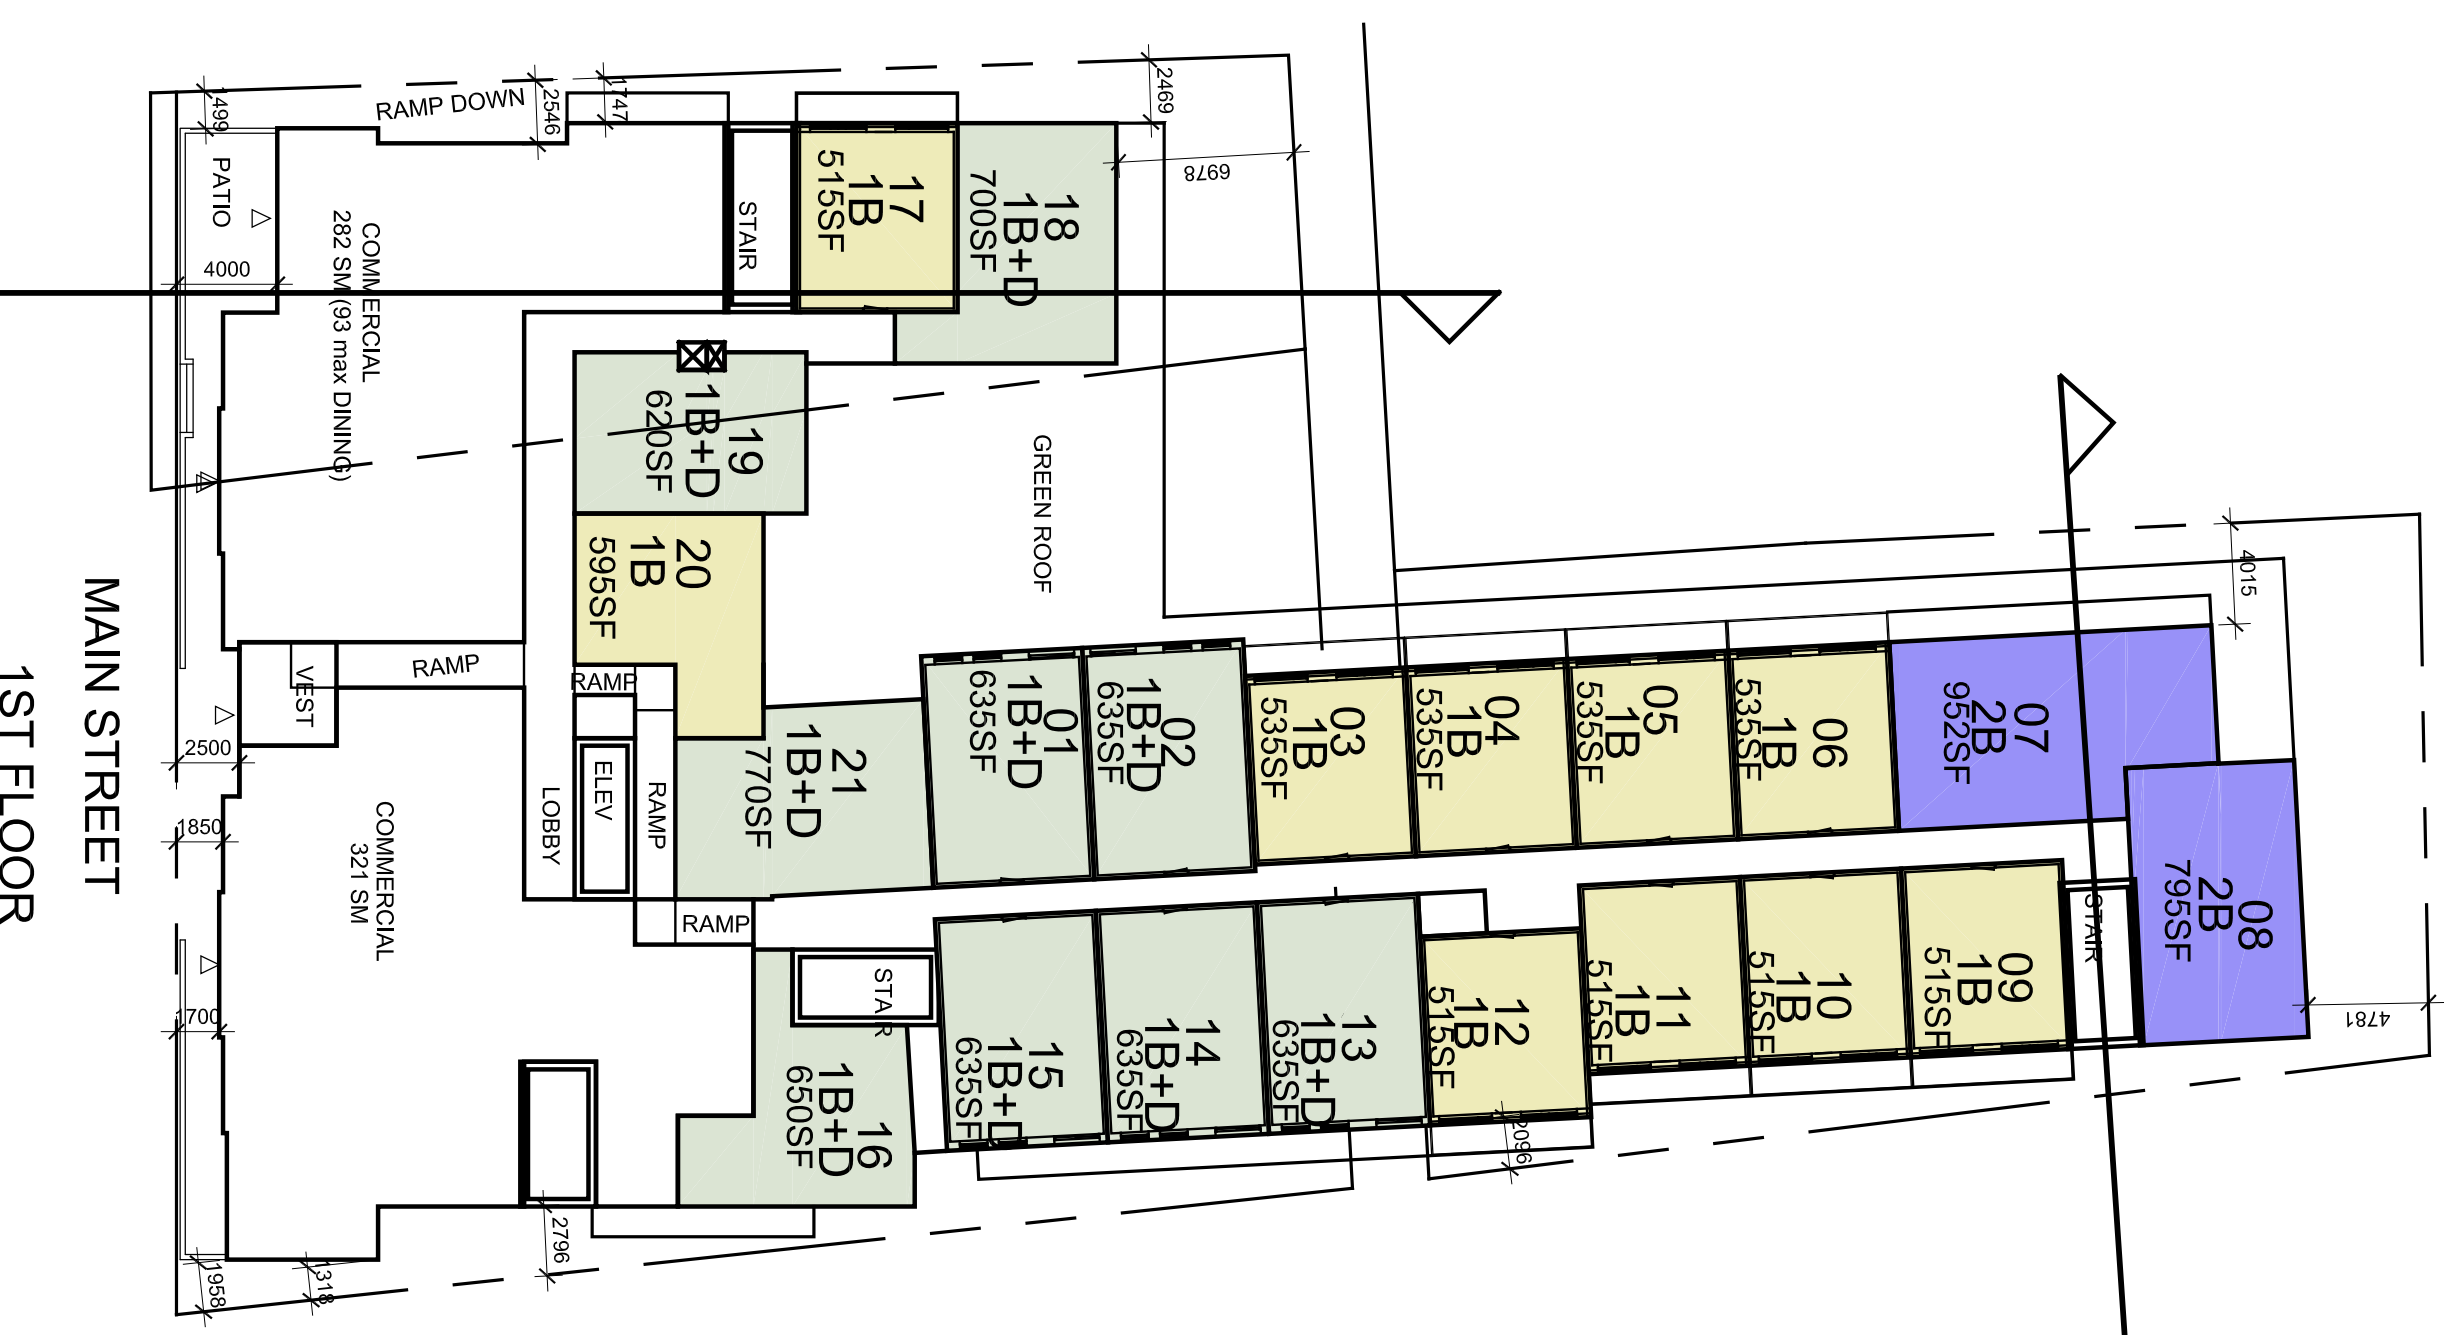 1499
RAMP DOWN
2546
1747
2469
6978
PATIO
4000
COMMERCIAL
282 SM (93 max DINING)
STAIR
17
1B
515SF
18
1B+D
700SF
19
1B+D
620SF
20
1B
595SF
GREEN ROOF
4015
MAIN STREET
1ST FLOOR
VEST
RAMP
RAMP
2500
1850
1700
COMMERCIAL
321 SM
LOBBY
ELEV
RAMP
RAMP
21
1B+D
770SF
01
1B+D
635SF
02
1B+D
635SF
03
1B
535SF
04
1B
535SF
05
1B
535SF
06
1B
535SF
07
2B
952SF
08
2B
795SF
STAIR
09
1B
515SF
10
1B
515SF
11
1B
515SF
12
1B
515SF
13
1B+D
635SF
14
1B+D
635SF
15
1B+D
635SF
STAIR
16
1B+D
650SF
4781
2096
2796
1318
1958